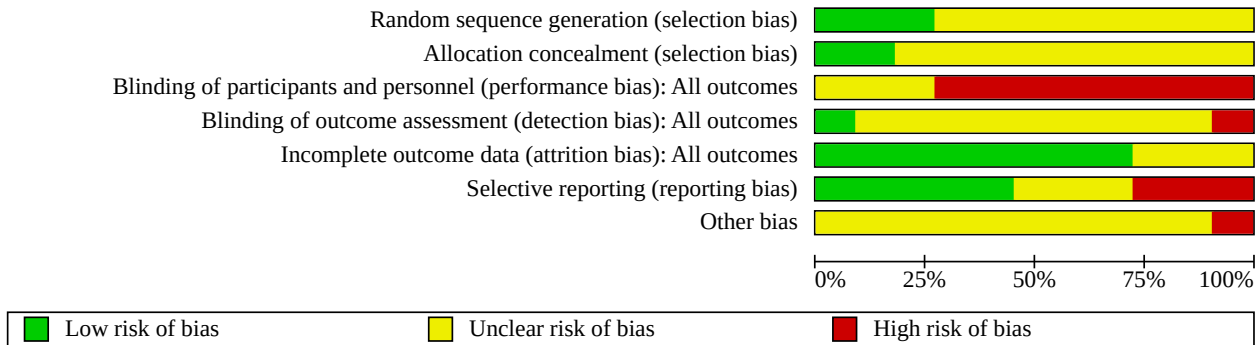 Random sequence generation (selection bias)
Allocation concealment (selection bias)
Blinding of participants and personnel (performance bias): All outcomes
Blinding of outcome assessment (detection bias): All outcomes
Incomplete outcome data (attrition bias): All outcomes
Selective reporting (reporting bias)
Other bias
0% 25% 50% 75% 100%
Low risk of bias Unclear risk of bias High risk of bias